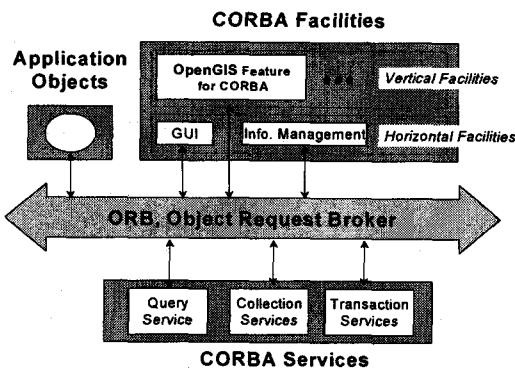 CORBA Facilities
Application
Objects
OpenGIS Feature
for CORBA
Vertical Facilities
GUI
Info. Management
Horizontal Facilities
ORB, Object Request Broker
Query
Service
Collection
Services
Transaction
Services
CORBA Services